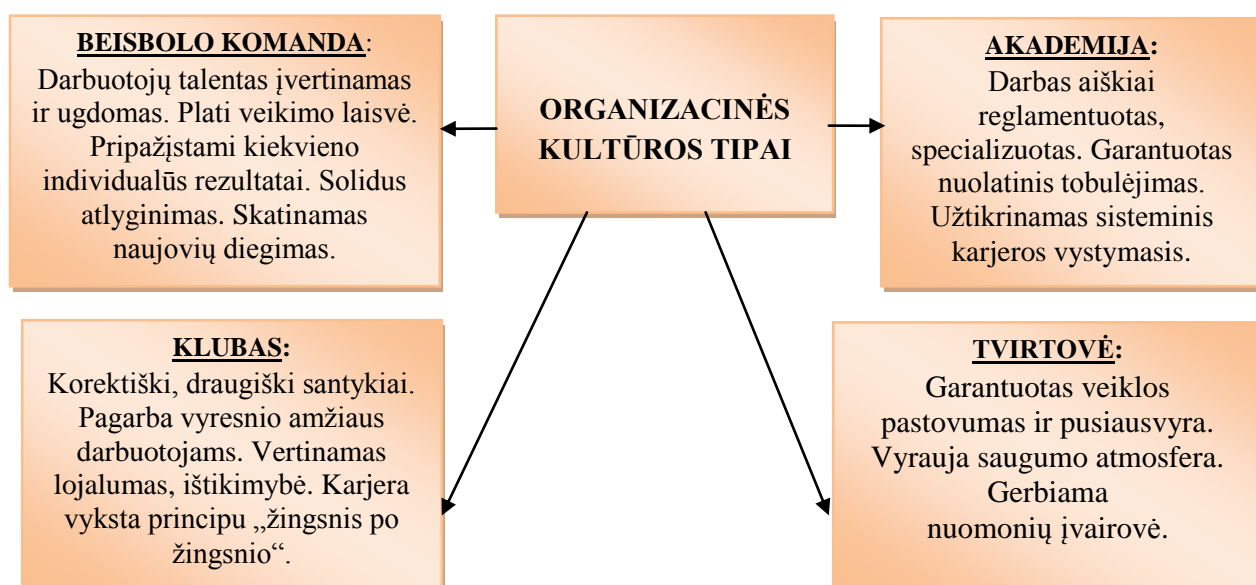 BEISBOLO KOMANDA:
Darbuotojų talentas įvertinamas
ir ugdomas. Plati veikimo laisvė.
Pripažįstami kiekvieno
individualūs rezultatai. Solidus
atlyginimas. Skatinamas
naujovių diegimas.
ORGANIZACINĖS
KULTŪROS TIPAI
AKADEMIJA:
Darbas aiškiai
reglamentuotas,
specializuotas. Garantuotas
nuolatinis tobulėjimas.
Užtikrinamas sisteminis
karjeros vystymasis.
KLUBAS:
Korektiški, draugiški santykiai.
Pagarba vyresnio amžiaus
darbuotojams. Vertinamas
lojalumas, ištikimybė. Karjera
vyksta principu „žingsnis po
žingsnio“.
TVIRTOVĖ:
Garantuotas veiklos
pastovumas ir pusiausvyra.
Vyrauja saugumo atmosfera.
Gerbiama
nuomonių įvairovė.